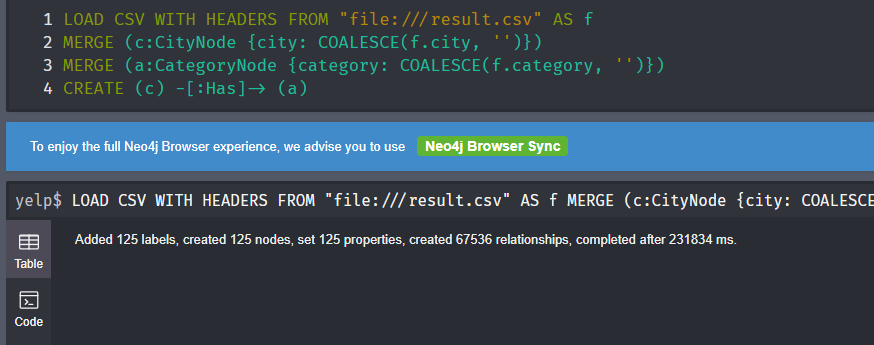 1 LOAD CSV WITH HEADERS FROM "file:///result.csv" AS f
2 MERGE (c:CityNode {city: COALESCE(f.city, '')})
3 MERGE (a:CategoryNode {category: COALESCE(f.category, '')})
4 CREATE (c) -[:Has]-> (a)
To enjoy the full Neo4j Browser experience, we advise you to use Neo4j Browser Sync
yelp$ LOAD CSV WITH HEADERS FROM "file:///result.csv" AS f MERGE (c:CityNode {city: COALESCE
Added 125 labels, created 125 nodes, set 125 properties, created 67536 relationships, completed after 231834 ms.
Table
Code